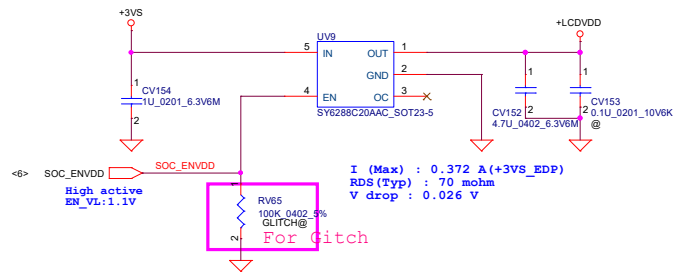 +3VS
+LCDVDD
UV9
5
IN
OUT
1
GND
2
4
EN
OC
3
SY6288C20AAC_SOT23-5
1
CV154
1U_0201_6.3V6M
2
1
2
CV152
4.7U_0402_6.3V6M
1
2
CV153
0.1U_0201_10V6K
@
<6>
SOC_ENVDD
SOC_ENVDD
High active
EN_VL:1.1V
1
RV65
100K_0402_5%
GLITCH@
2
For Gitch
I (Max) : 0.372 A(+3VS_EDP)
RDS(Typ) : 70 mohm
V drop : 0.026 V